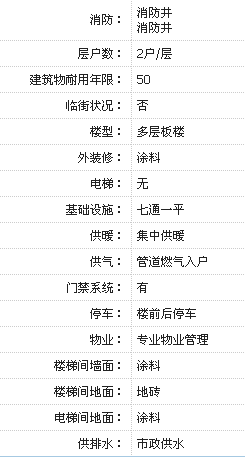 消防： 消防井
消防井
层户数： 2户/层
建筑物耐用年限： 50
临街状况： 否
楼型： 多层板楼
外装修： 涂料
电梯： 无
基础设施： 七通一平
供暖： 集中供暖
供气： 管道燃气入户
门禁系统： 有
停车： 楼前后停车
物业： 专业物业管理
楼梯间墙面： 涂料
楼梯间地面： 地砖
电梯间地面： 涂料
供排水： 市政供水